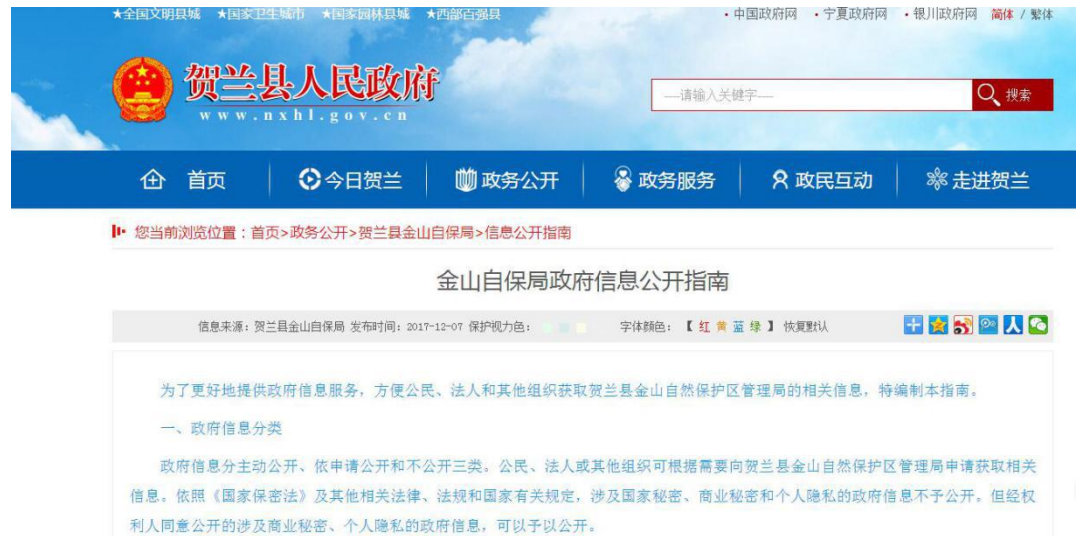 ★全国文明县城 ★国家卫生城市 ★国家园林县城 ★西部百强县 ・中国政府网 ・宁夏政府网 ・银川政府网 简体 / 繁体
贺兰县人民政府
www.nxhl.gov.cn
——请输入关键字——
搜索
首页 今日贺兰 政务公开 政务服务 政民互动 走进贺兰
您当前浏览位置：首页>政务公开>贺兰县金山自保局>信息公开指南
金山自保局政府信息公开指南
信息来源：贺兰县金山自保局 发布时间：2017-12-07 保护视力色： 字体颜色：【 红 黄 蓝 绿 】 恢复默认
为了更好地提供政府信息服务，方便公民、法人和其他组织获取贺兰县金山自然保护区管理局的相关信息，特编制本指南。
一、政府信息分类
政府信息分主动公开、依申请公开和不公开三类。公民、法人或其他组织可根据需要向贺兰县金山自然保护区管理局申请获取相关
信息。依照《国家保密法》及其他相关法律、法规和国家有关规定，涉及国家秘密、商业秘密和个人隐私的政府信息不予公开。但经权
利人同意公开的涉及商业秘密、个人隐私的政府信息，可以予以公开。